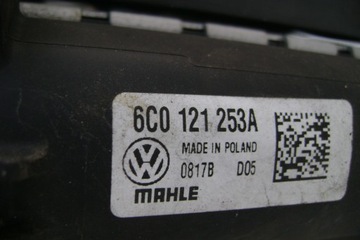 6C0 121 253A
MADE IN POLAND
0817B D05
MAHLE